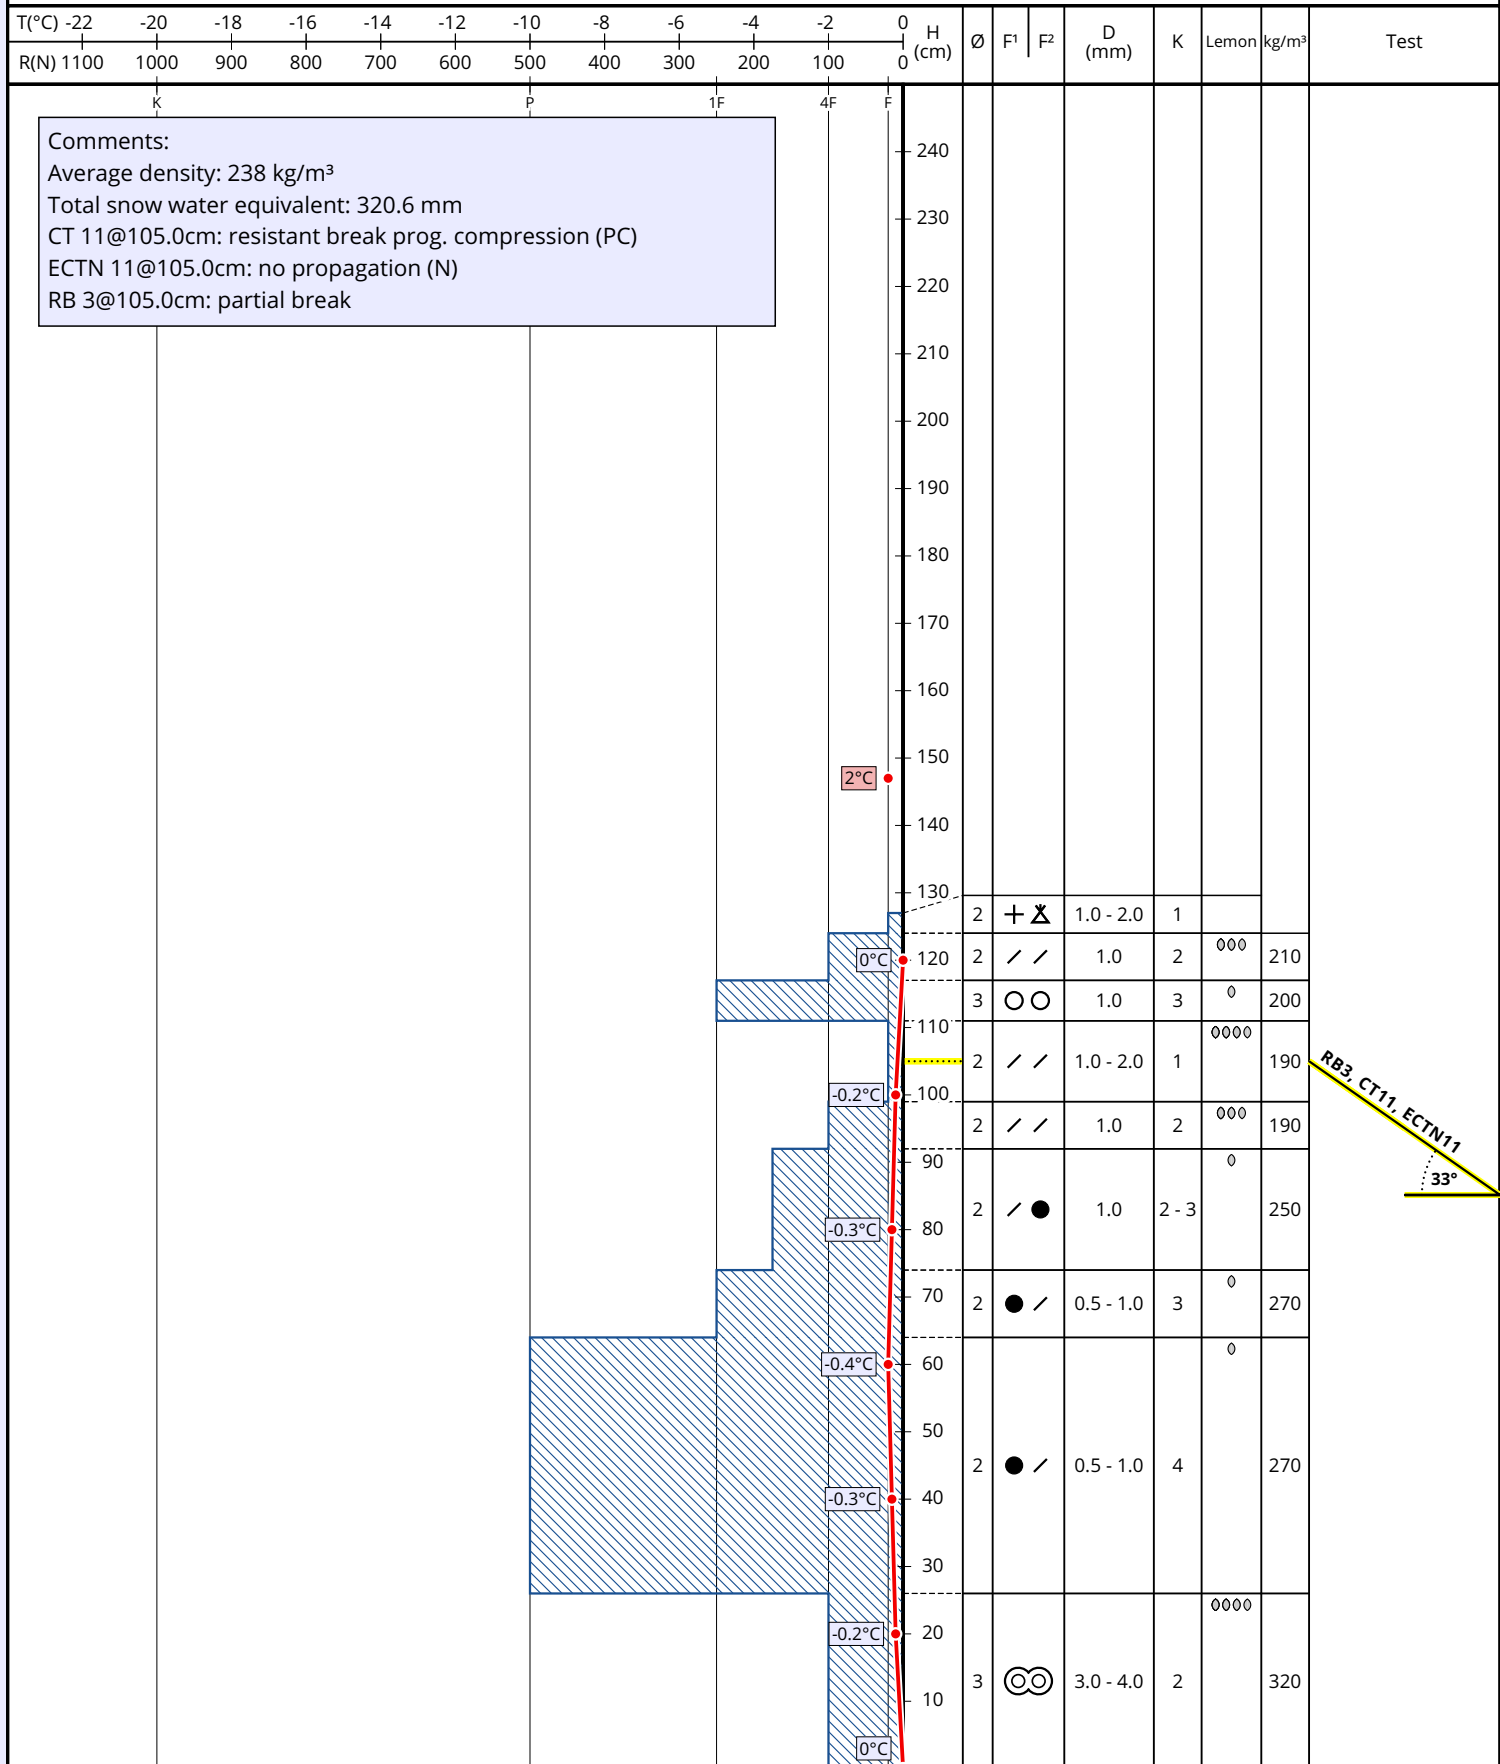 T(°C) -22 -20 -18 -16 -14 -12 -10 -8 -6 -4 -2 0
R(N) 1100 1000 900 800 700 600 500 400 300 200 100 0
H (cm) Ø F¹ F² D (mm) K Lemon kg/m³ Test
K P 1F 4F F
Comments:
Average density: 238 kg/m³
Total snow water equivalent: 320.6 mm
CT 11@105.0cm: resistant break prog. compression (PC)
ECTN 11@105.0cm: no propagation (N)
RB 3@105.0cm: partial break
240
230
220
210
200
190
180
170
160
150
2°C
140
130
2 1.0 - 2.0 1
0°C 120 2 1.0 2 210
3 1.0 3 200
110
2 1.0 - 2.0 1 190
RB3, CT11, ECTN11
33°
-0.2°C 100
2 1.0 2 190
90
2 1.0 2 - 3 250
-0.3°C 80
70 2 0.5 - 1.0 3 270
-0.4°C 60
50
2 0.5 - 1.0 4 270
-0.3°C 40
30
-0.2°C 20
3 3.0 - 4.0 2 320
10
0°C